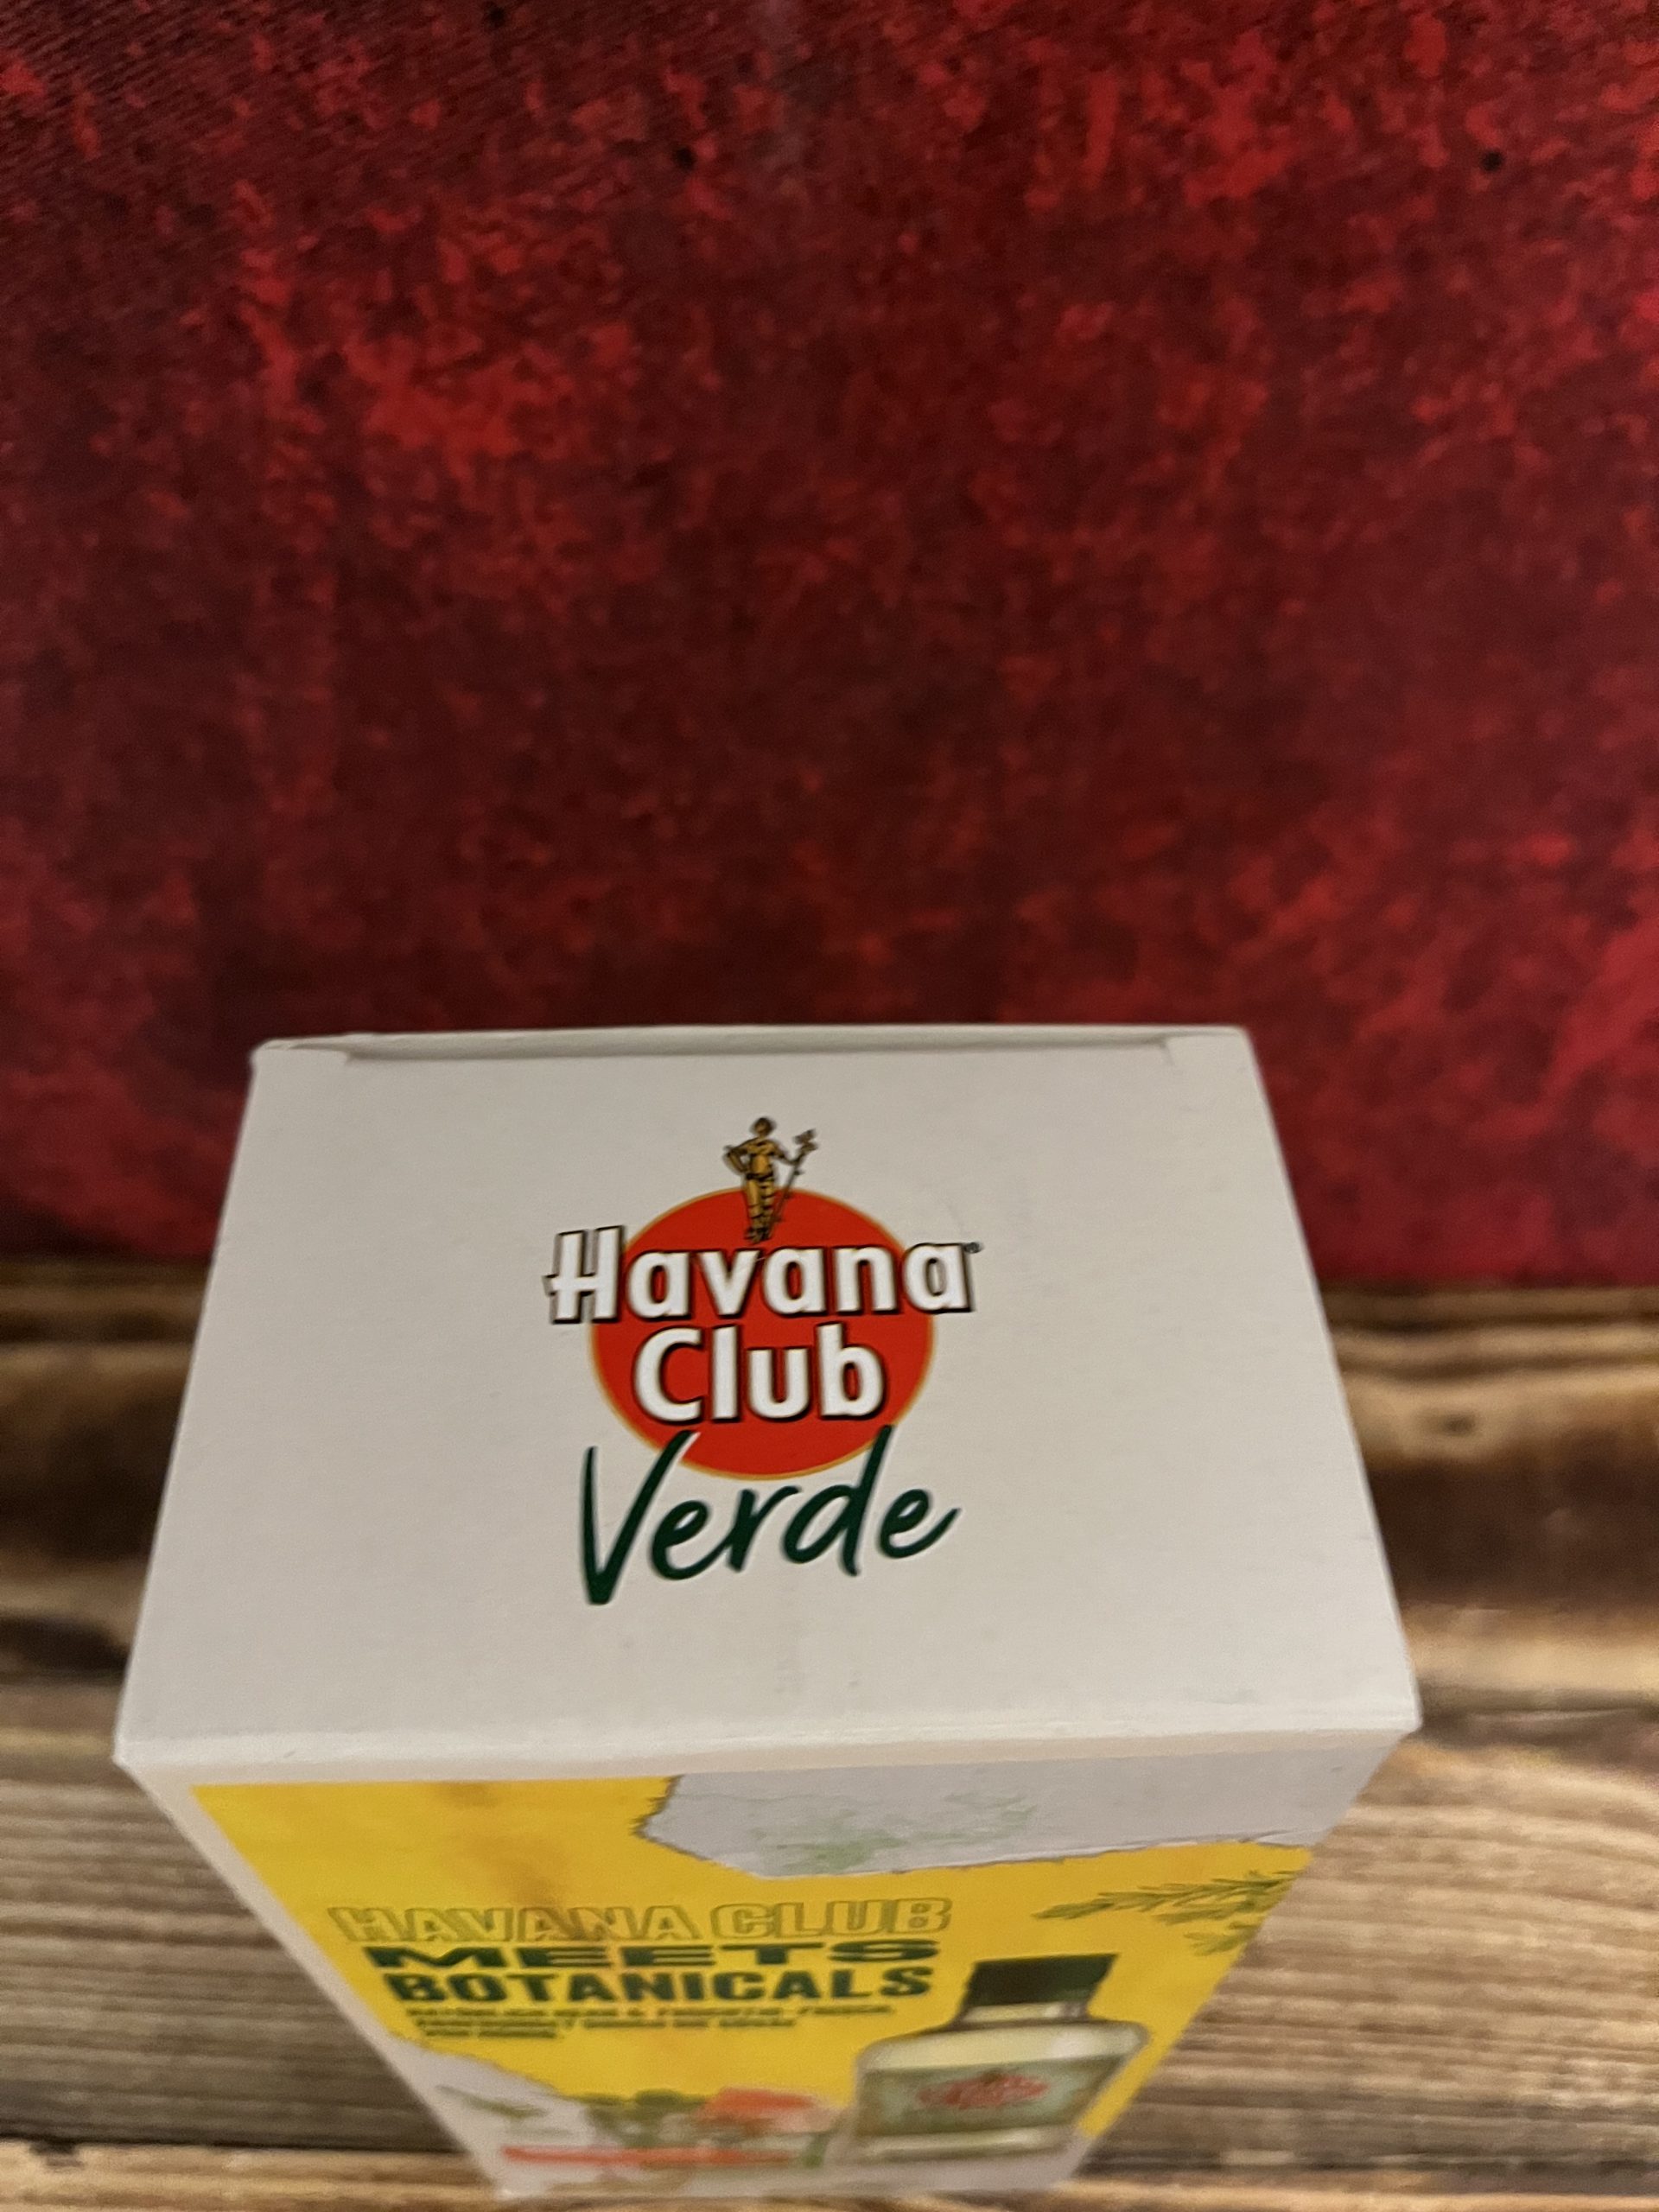 Havana®
Club
Verde
HAVANA CLUB
MEETS
BOTANICALS